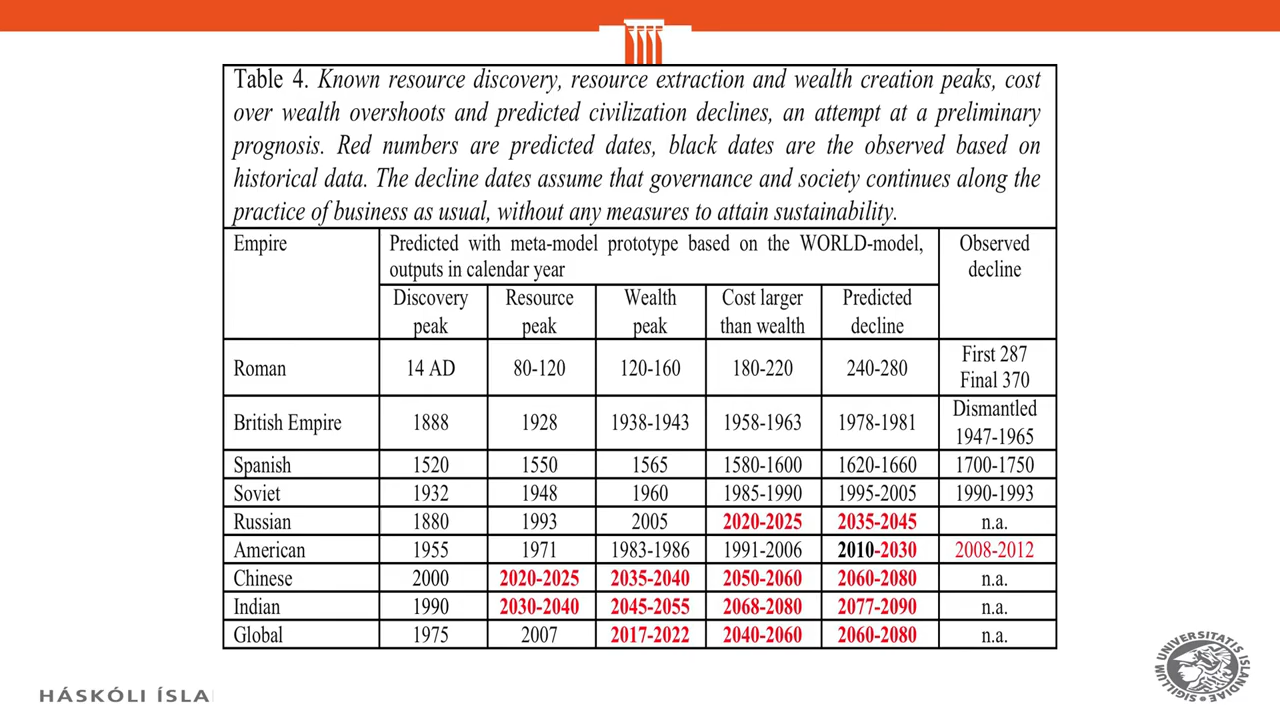 Table 4. Known resource discovery, resource extraction and wealth creation peaks, cost
over wealth overshoots and predicted civilization declines, an attempt at a preliminary
prognosis. Red numbers are predicted dates, black dates are the observed based on
historical data. The decline dates assume that governance and society continues along the
practice of business as usual, without any measures to attain sustainability.
Empire Predicted with meta-model prototype based on the WORLD-model, Observed
outputs in calendar year decline
Discovery Resource Wealth Cost larger Predicted
peak peak peak than wealth decline
Roman 14 AD 80-120 120-160 180-220 240-280 First 287
Final 370
British Empire 1888 1928 1938-1943 1958-1963 1978-1981 Dismantled
1947-1965
Spanish 1520 1550 1565 1580-1600 1620-1660 1700-1750
Soviet 1932 1948 1960 1985-1990 1995-2005 1990-1993
Russian 1880 1993 2005 2020-2025 2035-2045 n.a.
American 1955 1971 1983-1986 1991-2006 2010-2030 2008-2012
Chinese 2000 2020-2025 2035-2040 2050-2060 2060-2080 n.a.
Indian 1990 2030-2040 2045-2055 2068-2080 2077-2090 n.a.
Global 1975 2007 2017-2022 2040-2060 2060-2080 n.a.
HÁSKÓLI ÍSLA
SIGILLUM UNIVERSITATIS ISLANDIAE